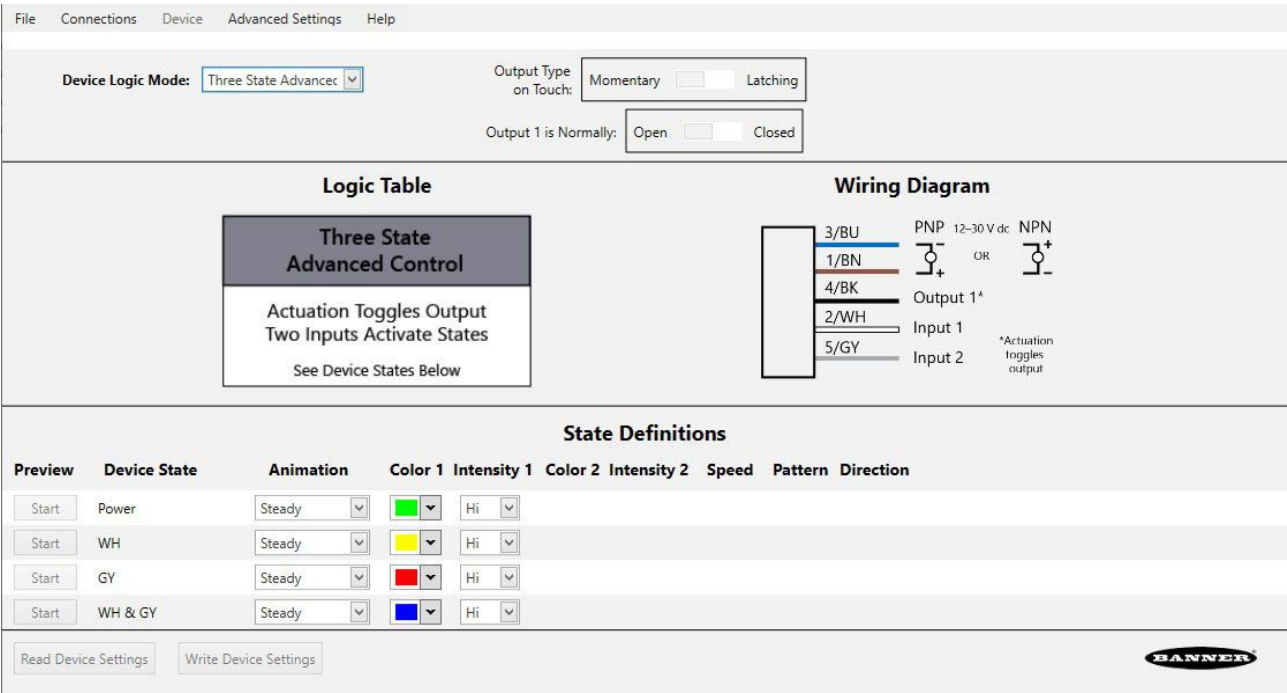 File Connections Device Advanced Settings Help
Device Logic Mode: Three State Advancec
Output Type
on Touch: Momentary Latching
Output 1 is Normally: Open Closed
Logic Table
Three State
Advanced Control
Actuation Toggles Output
Two Inputs Activate States
See Device States Below
Wiring Diagram
3/BU PNP 12–30 V dc NPN
1/BN OR
+ + - -
4/BK Output 1*
2/WH Input 1
5/GY Input 2
*Actuation
toggles
output
State Definitions
Preview Device State Animation Color 1 Intensity 1 Color 2 Intensity 2 Speed Pattern Direction
Start Power Steady Hi
Start WH Steady Hi
Start GY Steady Hi
Start WH & GY Steady Hi
Read Device Settings Write Device Settings BANNER